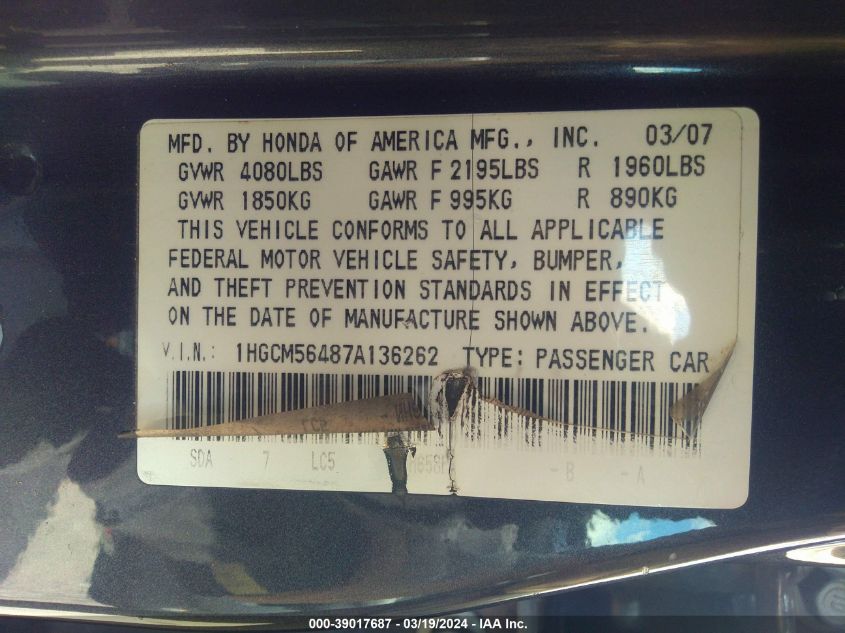 MFD. BY HONDA OF AMERICA MFG., INC. 03/07
GVWR 4080LBS GAWR F 2195LBS R 1960LBS
GVWR 1850KG GAWR F 995KG R 890KG
THIS VEHICLE CONFORMS TO ALL APPLICABLE
FEDERAL MOTOR VEHICLE SAFETY, BUMPER,
AND THEFT PREVENTION STANDARDS IN EFFECT
ON THE DATE OF MANUFACTURE SHOWN ABOVE.
V.I.N.: 1HGCM56487A136262 TYPE: PASSENGER CAR
SDA 7 LC5 - B - A
000-39017687 - 03/19/2024 - IAA Inc.